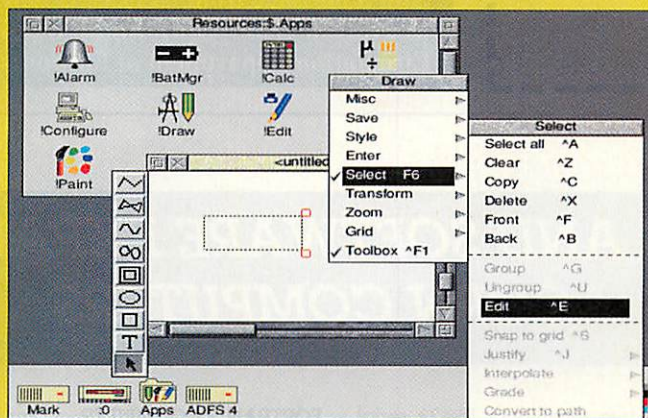 Resources:$.Apps
!Alarm
!BatMgr
!Calc
!Configure
!Draw
!Edit
!Paint
<untitled
Draw
Misc
Save
Style
Enter
Select F6
Transform
Zoom
Grid
Toolbox ^F1
Select
Select all ^A
Clear ^Z
Copy ^C
Delete ^X
Front ^F
Back ^B
Group ^G
Ungroup ^U
Edit ^E
Snap to grid ^S
Justify ^J
Interpolate
Grade
Convert to path
T
Mark
:0
Apps
ADFS 4